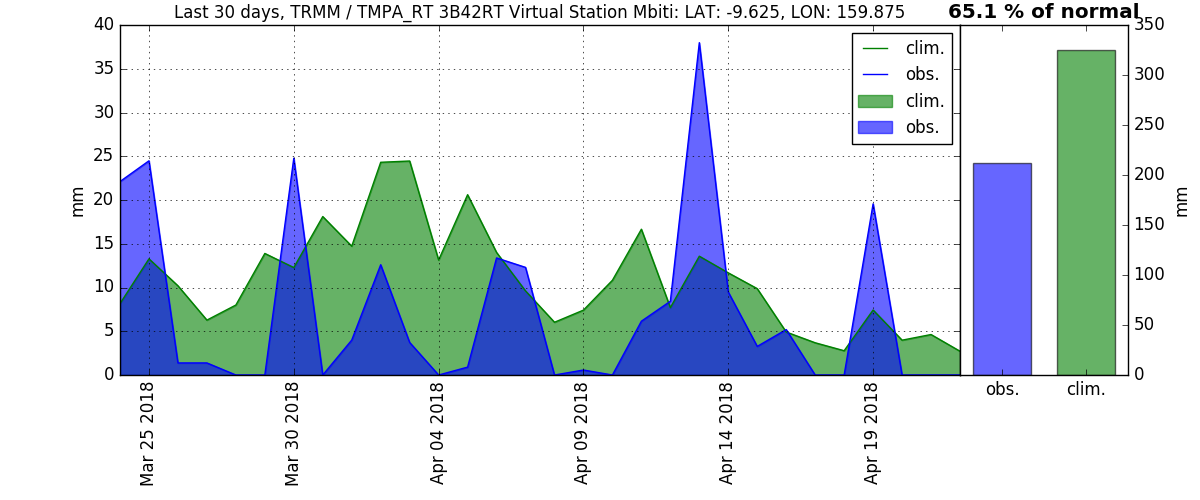 Last 30 days, TRMM / TMPA_RT 3B42RT Virtual Station Mbiti: LAT: -9.625, LON: 159.875
65.1 % of normal
40
35
30
25
20
15
10
5
0
mm
clim.
obs.
clim.
obs.
Mar 25 2018
Mar 30 2018
Apr 04 2018
Apr 09 2018
Apr 14 2018
Apr 19 2018
350
300
250
200
150
100
50
0
mm
obs.
clim.